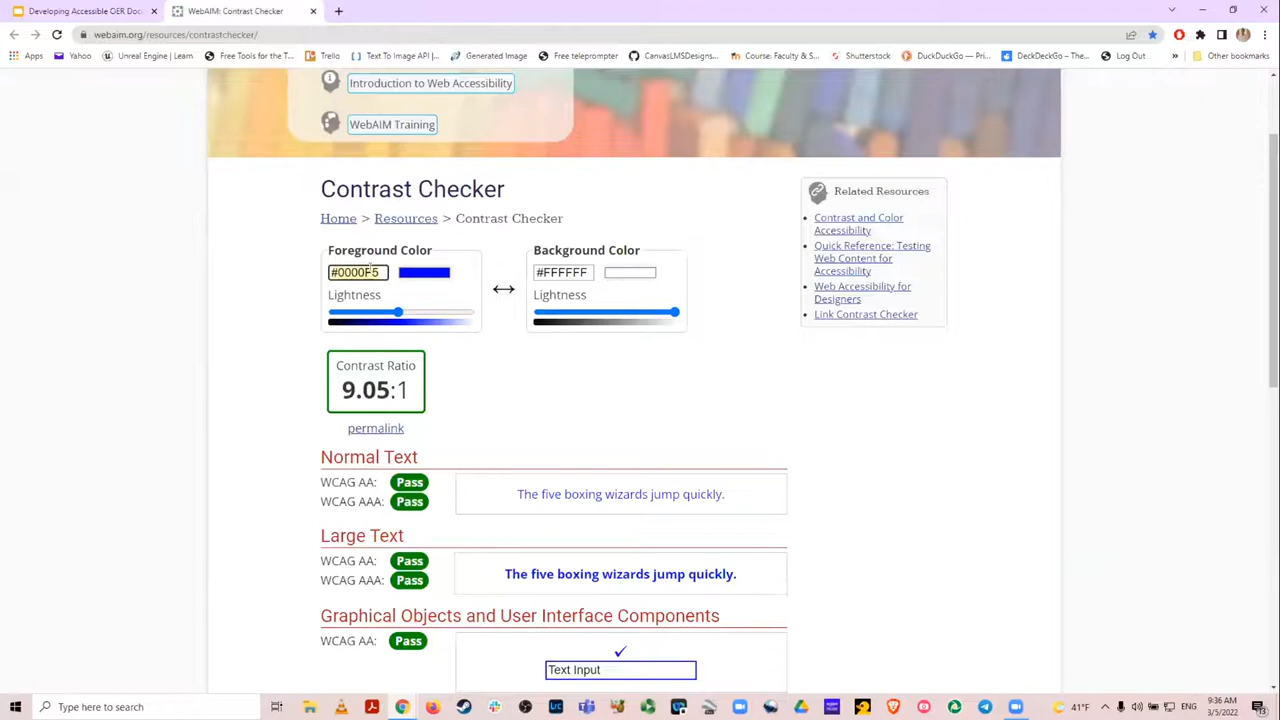 Developing Accessible OER Docu
WebAIM: Contrast Checker
webaim.org/resources/contrastchecker/
Apps
Yahoo
Unreal Engine | Learn
Free Tools for the T...
Trello
Text To Image API |...
Generated Image
Free teleprompter
CanvasLMSDesigns...
Course: Faculty & S...
Shutterstock
DuckDuckGo — Pri...
DeckDeckGo – The...
Log Out
»
Other bookmarks
Introduction to Web Accessibility
WebAIM Training
Contrast Checker
Home > Resources > Contrast Checker
Foreground Color
#0000F5
Lightness
Background Color
#FFFFFF
Lightness
Contrast Ratio
9.05:1
permalink
Normal Text
WCAG AA: Pass
WCAG AAA: Pass
The five boxing wizards jump quickly.
Large Text
WCAG AA: Pass
WCAG AAA: Pass
The five boxing wizards jump quickly.
Graphical Objects and User Interface Components
WCAG AA: Pass
Text Input
Related Resources
Contrast and Color
Accessibility
Quick Reference: Testing
Web Content for
Accessibility
Web Accessibility for
Designers
Link Contrast Checker
Type here to search
41°F
9:36 AM
3/5/2022